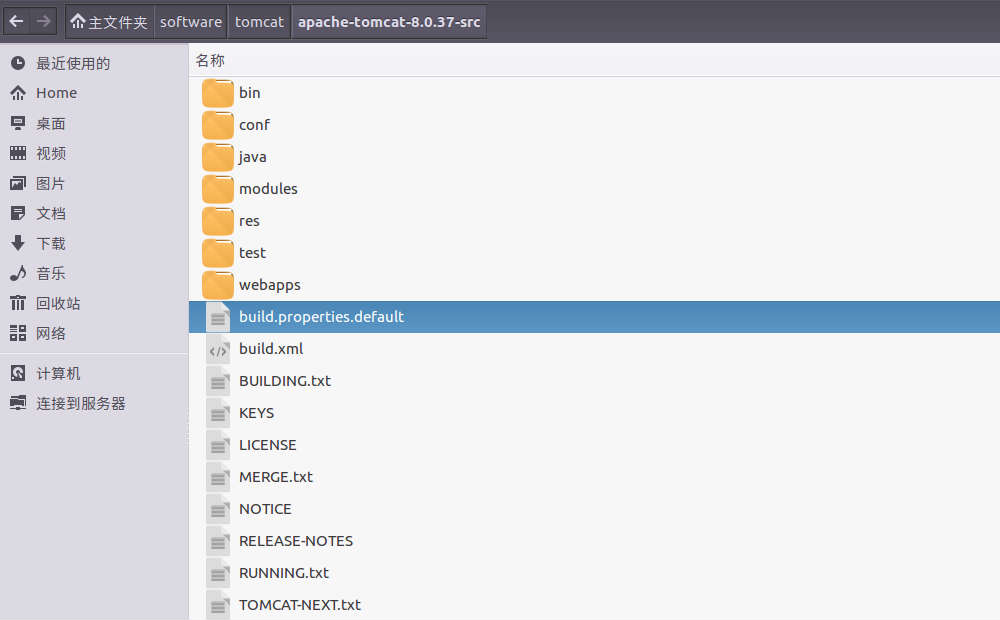 主文件夹 software tomcat apache-tomcat-8.0.37-src
最近使用的
Home
桌面
视频
图片
文档
下载
音乐
回收站
网络
计算机
连接到服务器
名称
bin
conf
java
modules
res
test
webapps
build.properties.default
build.xml
BUILDING.txt
KEYS
LICENSE
MERGE.txt
NOTICE
RELEASE-NOTES
RUNNING.txt
TOMCAT-NEXT.txt